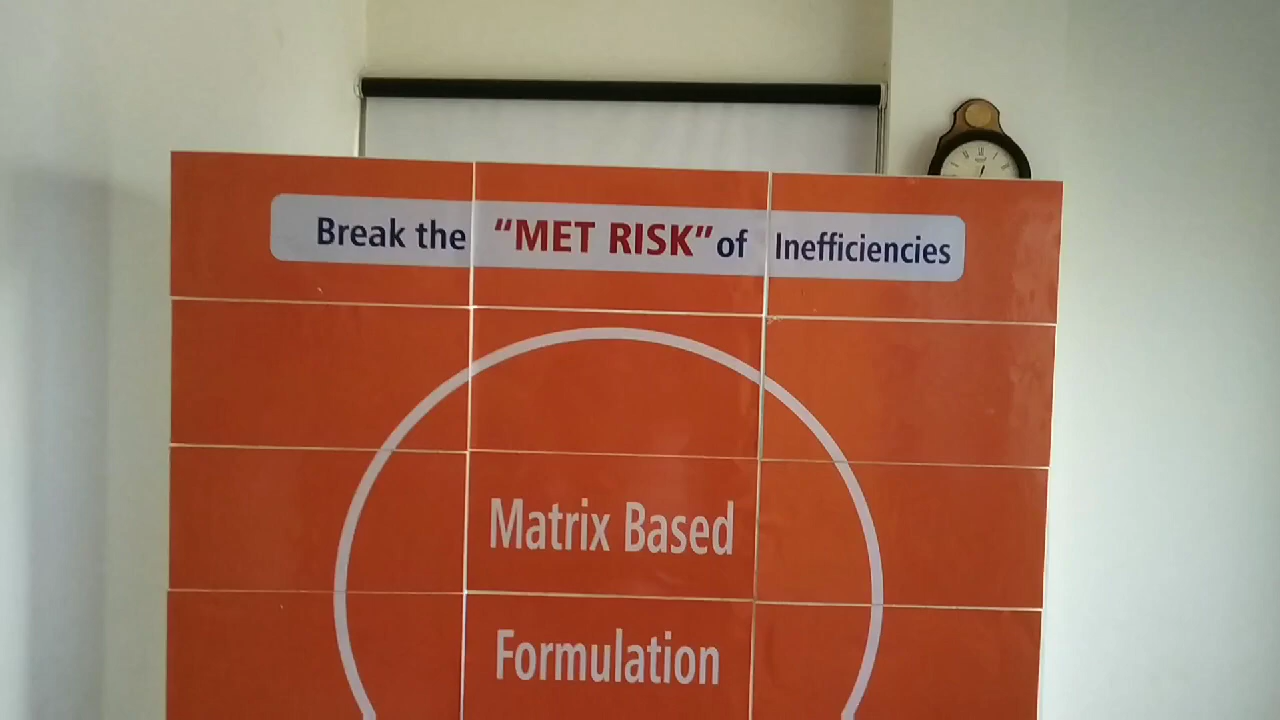 Break the “MET RISK” of Inefficiencies
Matrix Based
Formulation